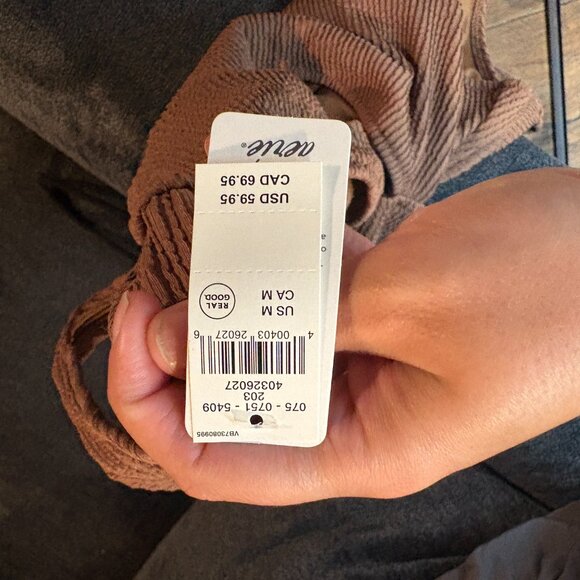 VB73080995
075 - 0751 - 5409
203
40326027
4 00403 26027 6
US M
CA M
REAL
GOOD.
USD 59.95
CAD 69.95
aerie®